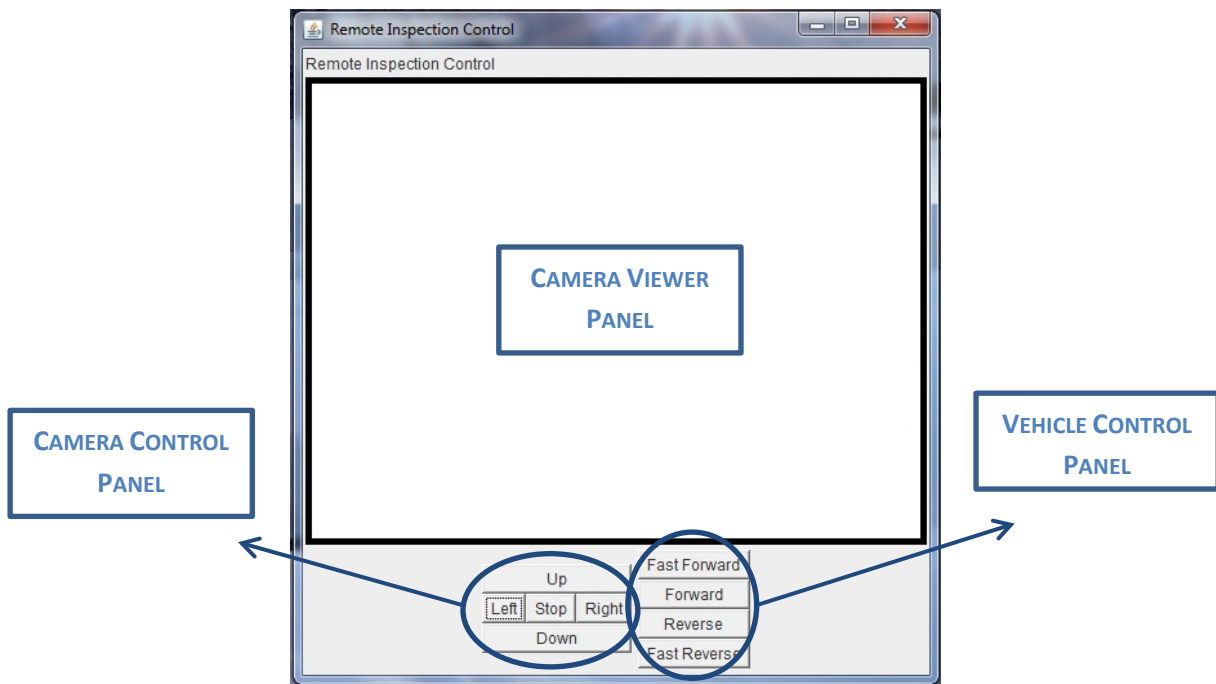 Remote Inspection Control
Remote Inspection Control
CAMERA VIEWER
PANEL
CAMERA CONTROL
PANEL
VEHICLE CONTROL
PANEL
Up
Left Stop Right
Down
Fast Forward
Forward
Reverse
Fast Reverse